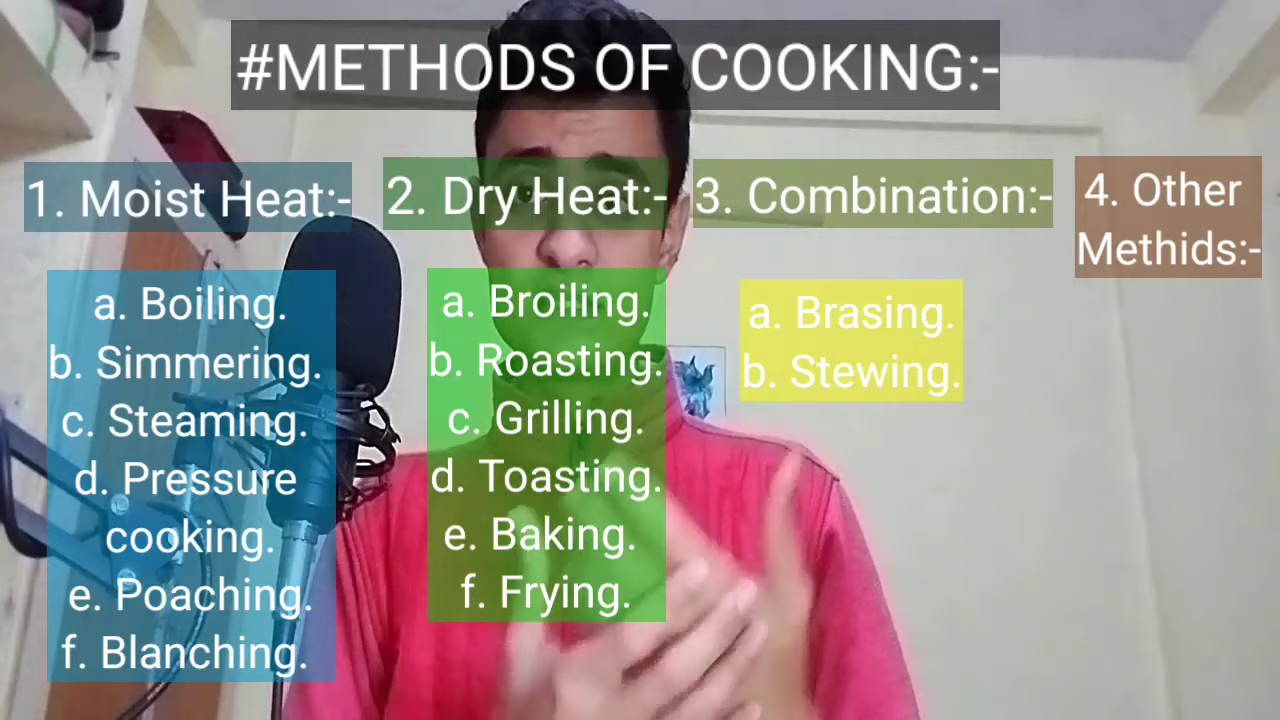 #METHODS OF COOKING:-
1. Moist Heat:-
a. Boiling.
b. Simmering.
c. Steaming.
d. Pressure
cooking.
e. Poaching.
f. Blanching.
2. Dry Heat:-
a. Broiling.
b. Roasting.
c. Grilling.
d. Toasting.
e. Baking.
f. Frying.
3. Combination:-
a. Brasing.
b. Stewing.
4. Other
Methids:-